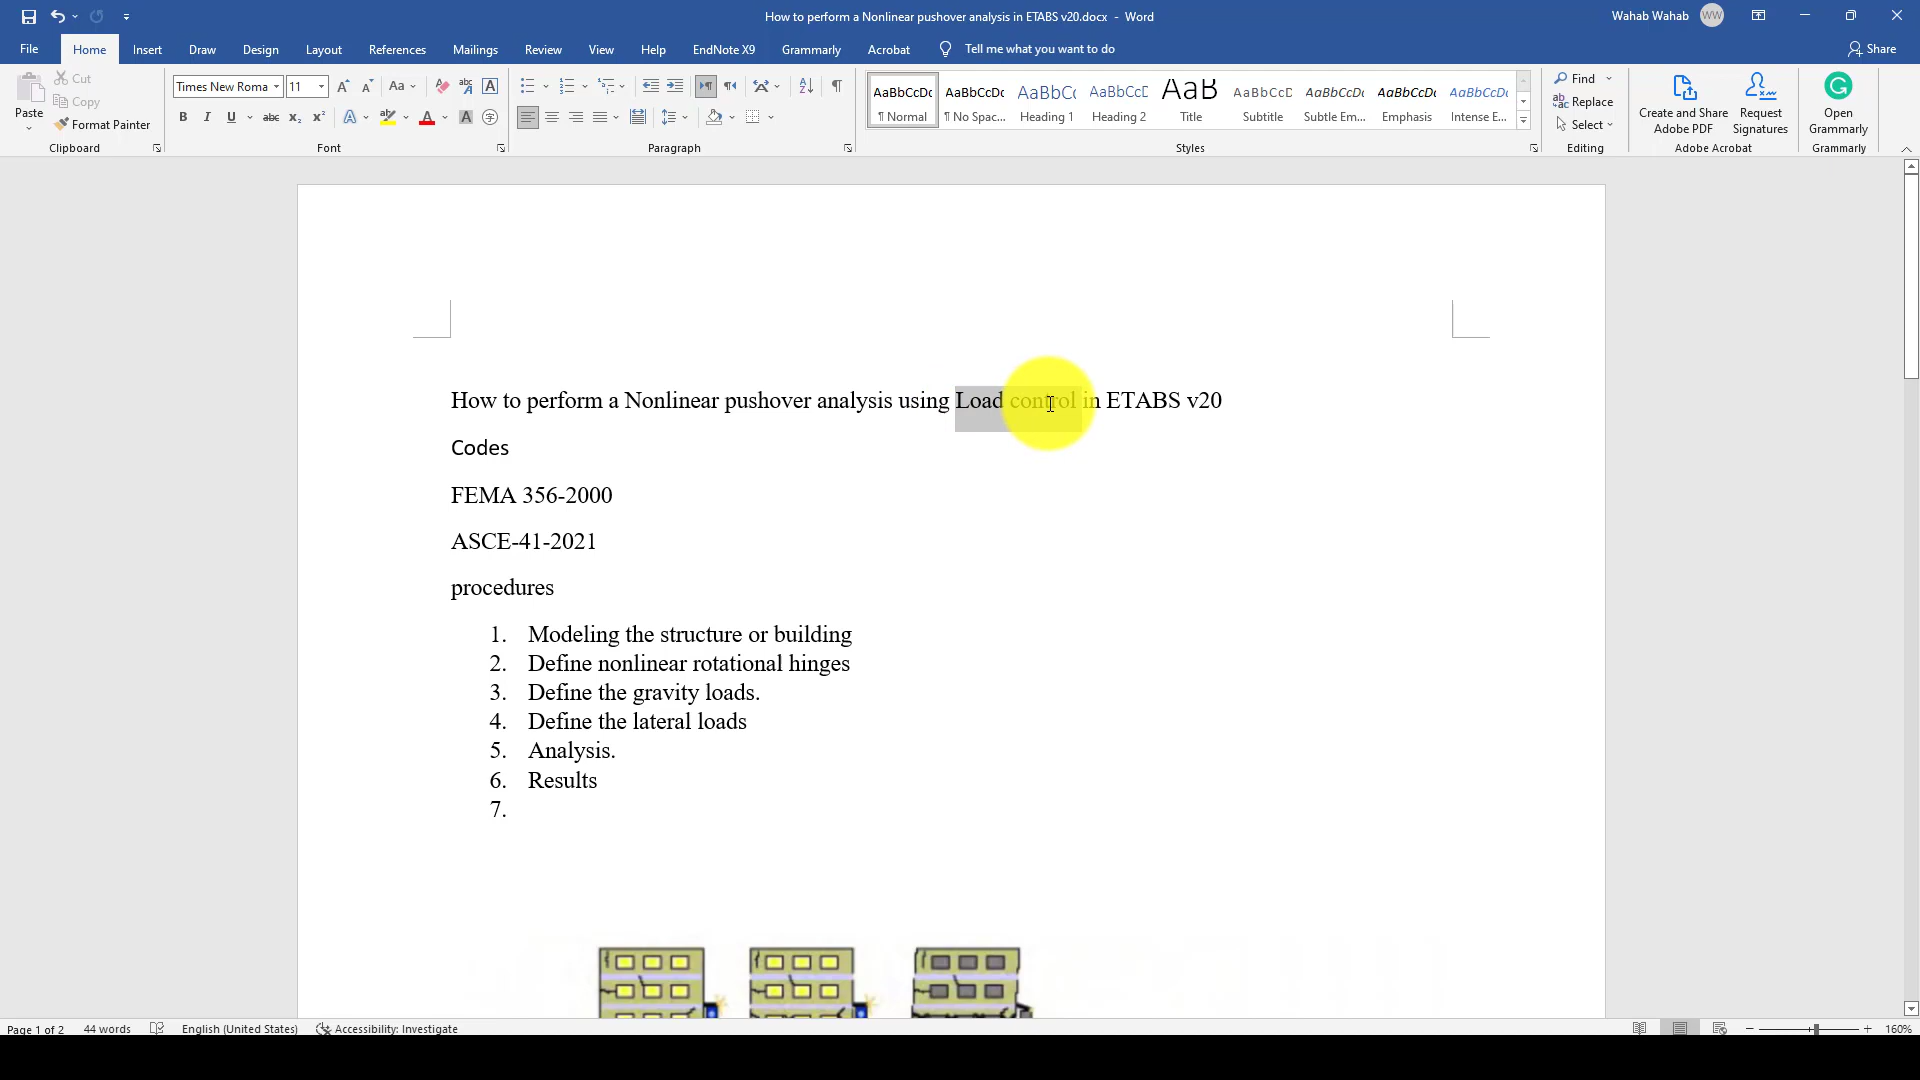 How to perform a Nonlinear pushover analysis in ETABS v20.docx - Word
Wahab Wahab WW
File Home Insert Draw Design Layout References Mailings Review View Help EndNote X9 Grammarly Acrobat Tell me what you want to do Share
Paste
Cut
Copy
Format Painter
Clipboard
Times New Roma 11
Font
Paragraph
AaBbCcDc AaBbCcDc AaBbC AaBbCcD AaB AaBbCcD AaBbCcDc AaBbCcDc AaBbCcDc
¶ Normal ¶ No Spac... Heading 1 Heading 2 Title Subtitle Subtle Em... Emphasis Intense E...
Styles
Find
Replace
Select
Editing
Create and Share
Adobe PDF
Request
Signatures
Adobe Acrobat
Open
Grammarly
Grammarly
How to perform a Nonlinear pushover analysis using Load control in ETABS v20
Codes
FEMA 356-2000
ASCE-41-2021
procedures
1. Modeling the structure or building
2. Define nonlinear rotational hinges
3. Define the gravity loads.
4. Define the lateral loads
5. Analysis.
6. Results
7.
Page 1 of 2 44 words English (United States) Accessibility: Investigate 160%